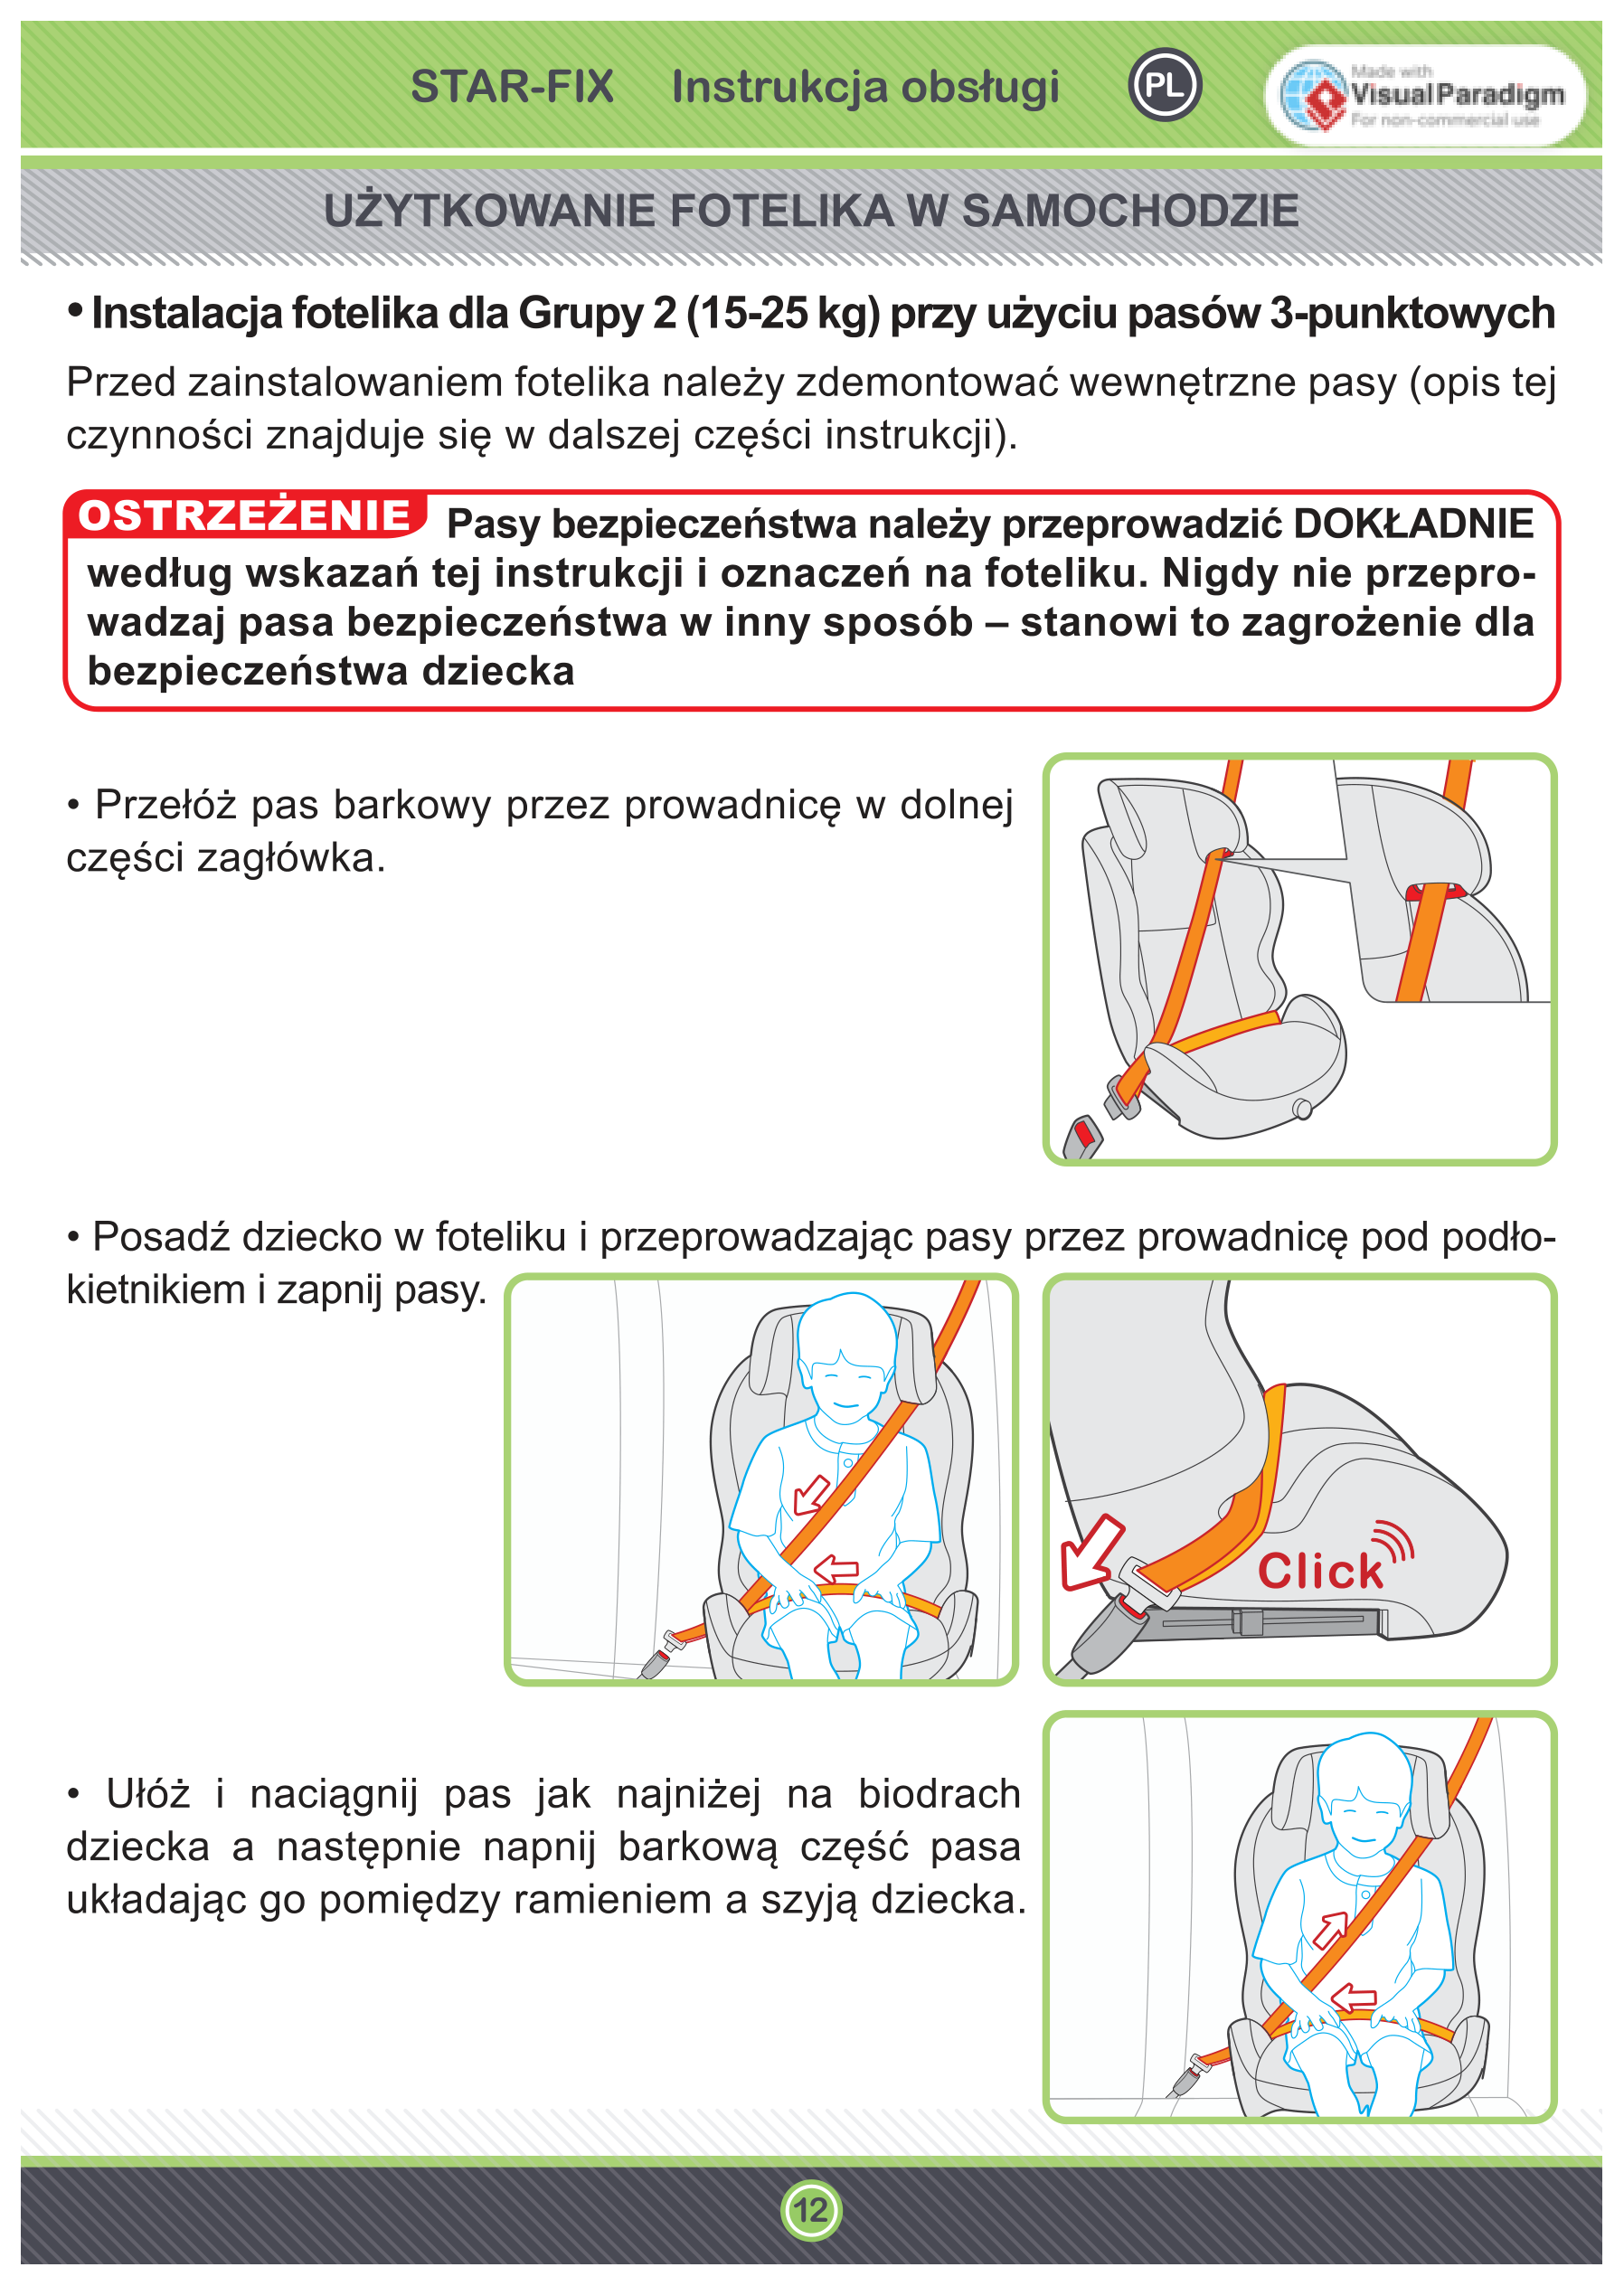 STAR-FIX Instrukcja obsługi PL
Made with
Visual Paradigm
For non-commercial use
UŻYTKOWANIE FOTELIKA W SAMOCHODZIE
• Instalacja fotelika dla Grupy 2 (15-25 kg) przy użyciu pasów 3-punktowych
Przed zainstalowaniem fotelika należy zdemontować wewnętrzne pasy (opis tej
czynności znajduje się w dalszej części instrukcji).
OSTRZEŻENIE Pasy bezpieczeństwa należy przeprowadzić DOKŁADNIE
według wskazań tej instrukcji i oznaczeń na foteliku. Nigdy nie przepro-
wadzaj pasa bezpieczeństwa w inny sposób – stanowi to zagrożenie dla
bezpieczeństwa dziecka
• Przełóż pas barkowy przez prowadnicę w dolnej
części zagłówka.
• Posadź dziecko w foteliku i przeprowadzając pasy przez prowadnicę pod podło-
kietnikiem i zapnij pasy.
Click
• Ułóż i naciągnij pas jak najniżej na biodrach
dziecka a następnie napnij barkową część pasa
układając go pomiędzy ramieniem a szyją dziecka.
12